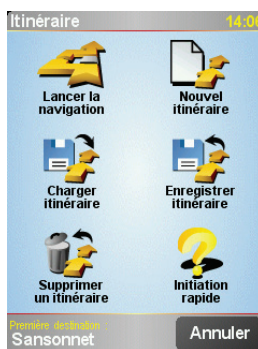 Itinéraire 14:06
Lancer la
navigation
Nouvel
itinéraire
Charger
itinéraire
Enregistrer
itinéraire
Supprimer
un itinéraire
Initiation
rapide
Première destination :
Sansonnet
Annuler